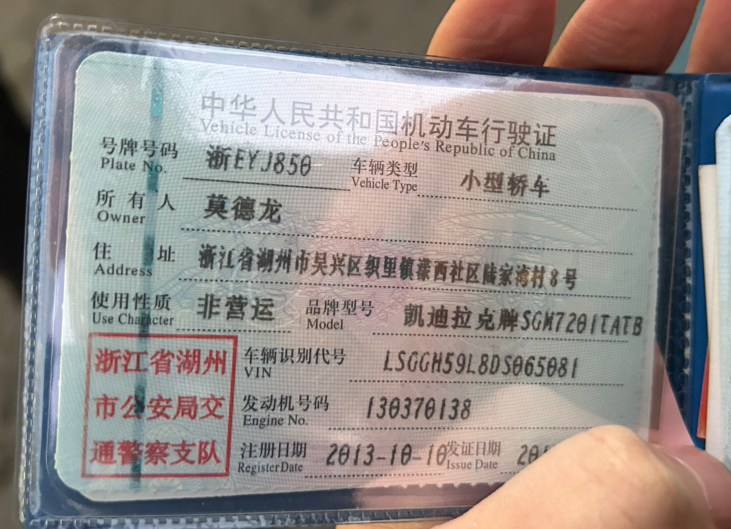 中华人民共和国机动车行驶证
Vehicle License of the People's Republic of China
号牌号码 浙EYJ850 车辆类型 小型轿车
Plate No. Vehicle Type
所有人 莫德龙
Owner
住址 浙江省湖州市吴兴区织里镇漾西社区陆家湾村8号
Address
使用性质 非营运 品牌型号 凯迪拉克牌SGM7201TATB
Use Character Model
浙江省湖州 车辆识别代号 LSGGH59L8DS065081
VIN
市公安局交 发动机号码 130370138
Engine No.
通警察支队 注册日期 2013-10-10 发证日期
Register Date Issue Date